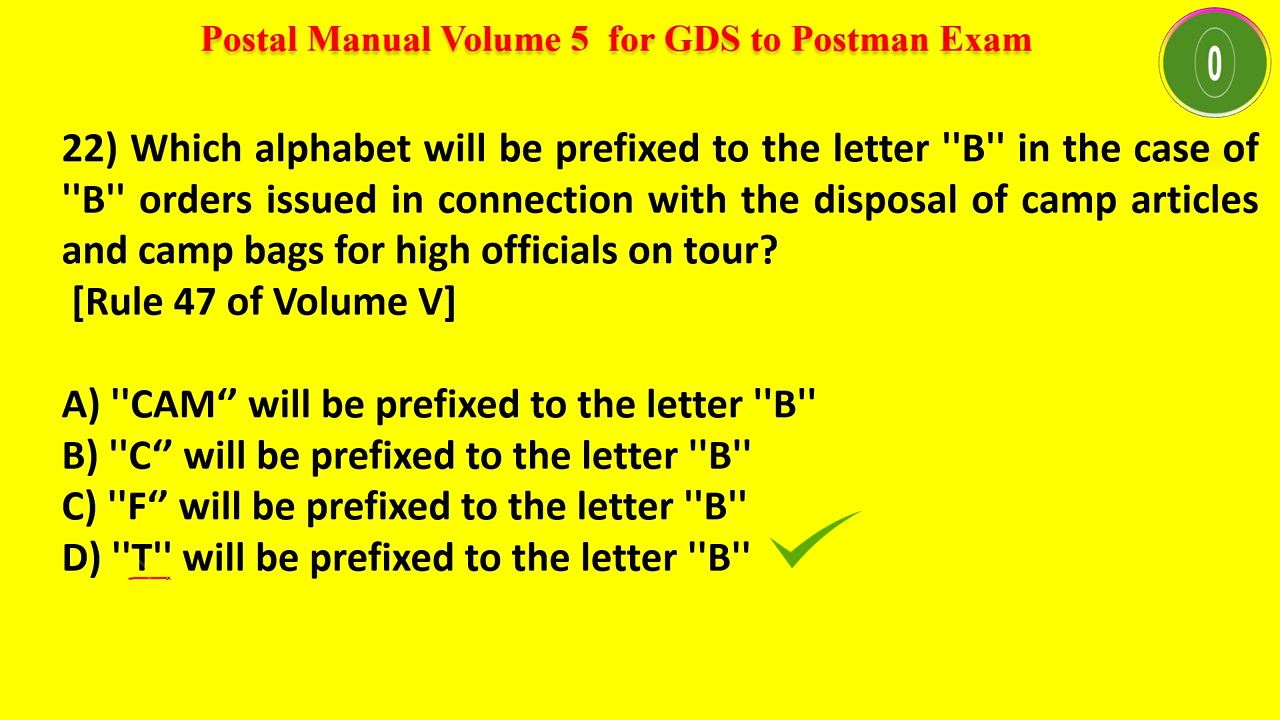 Postal Manual Volume 5 for GDS to Postman Exam
0
22) Which alphabet will be prefixed to the letter ''B'' in the case of
''B'' orders issued in connection with the disposal of camp articles
and camp bags for high officials on tour?
[Rule 47 of Volume V]
A) ''CAM‘’ will be prefixed to the letter ''B''
B) ''C‘’ will be prefixed to the letter ''B''
C) ''F‘’ will be prefixed to the letter ''B''
D) ''T'' will be prefixed to the letter ''B''